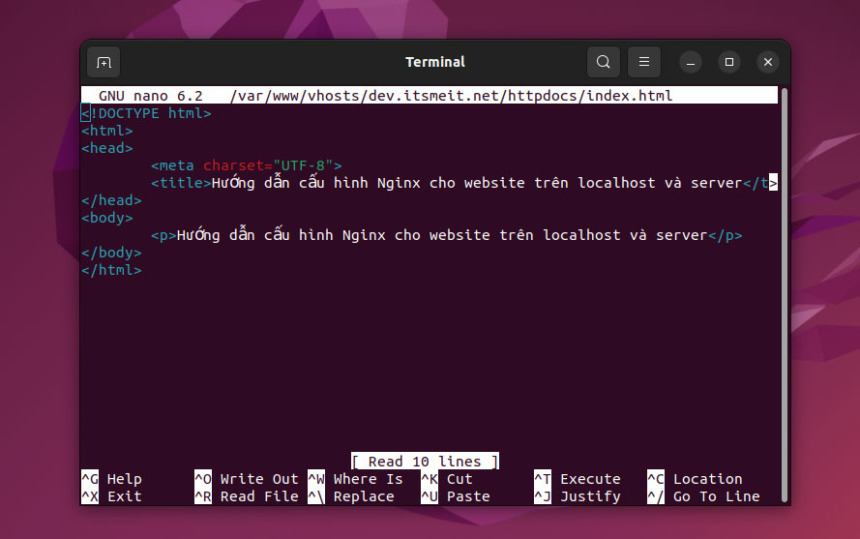 Terminal
GNU nano 6.2 /var/www/vhosts/dev.itsmeit.net/httpdocs/index.html
<!DOCTYPE html>
<html>
<head>
<meta charset="UTF-8">
<title>Hướng dẫn cấu hình Nginx cho website trên localhost và server</t>
</head>
<body>
<p>Hướng dẫn cấu hình Nginx cho website trên localhost và server</p>
</body>
</html>
[ Read 10 lines ]
^G Help ^O Write Out ^W Where Is ^K Cut ^T Execute ^C Location
^X Exit ^R Read File ^\ Replace ^U Paste ^J Justify ^/ Go To Line